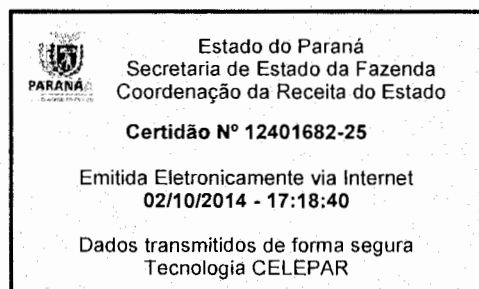 Estado do Paraná
Secretaria de Estado da Fazenda
PARANÁ
Coordenação da Receita do Estado
Certidão Nº 12401682-25
Emitida Eletronicamente via Internet
02/10/2014 - 17:18:40
Dados transmitidos de forma segura
Tecnologia CELEPAR